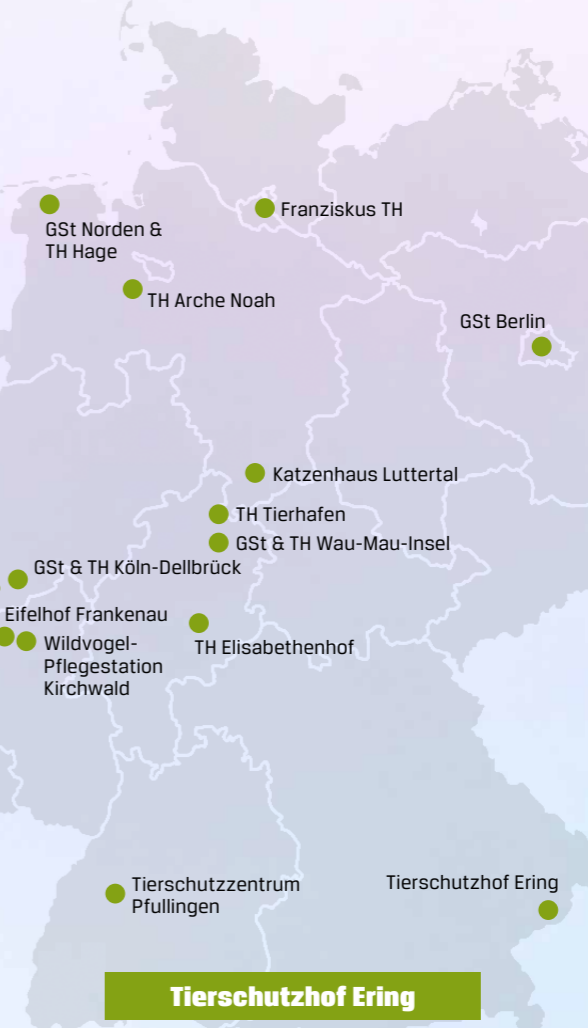 Franziskus TH
GSt Norden &
TH Hage
TH Arche Noah
GSt Berlin
Katzenhaus Luttertal
TH Tierhafen
GSt & TH Wau-Mau-Insel
GSt & TH Köln-Dellbrück
Eifelhof Frankenau
Wildvogel-
Pflegestation
Kirchwald
TH Elisabethenhof
Tierschutzzentrum
Pfullingen
Tierschutzhof Ering
Tierschutzhof Ering